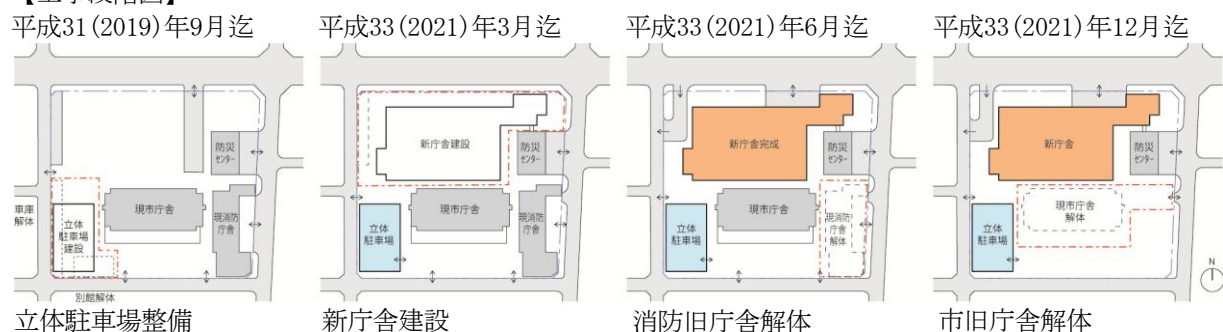 平成31(2019)年9月迄
防災
センター
現市庁舎
現消防
庁舎
車庫
解体
立体
駐車場
建設
別館解体
立体駐車場整備
平成33(2021)年3月迄
新庁舎建設
防災
センター
現市庁舎
現消防
庁舎
立体
駐車場
新庁舎建設
平成33(2021)年6月迄
新庁舎完成
防災
センター
現市庁舎
現消防
庁舎
解体
立体
駐車場
消防旧庁舎解体
平成33(2021)年12月迄
新庁舎
防災
センター
現市庁舎
解体
立体
駐車場
N
市旧庁舎解体